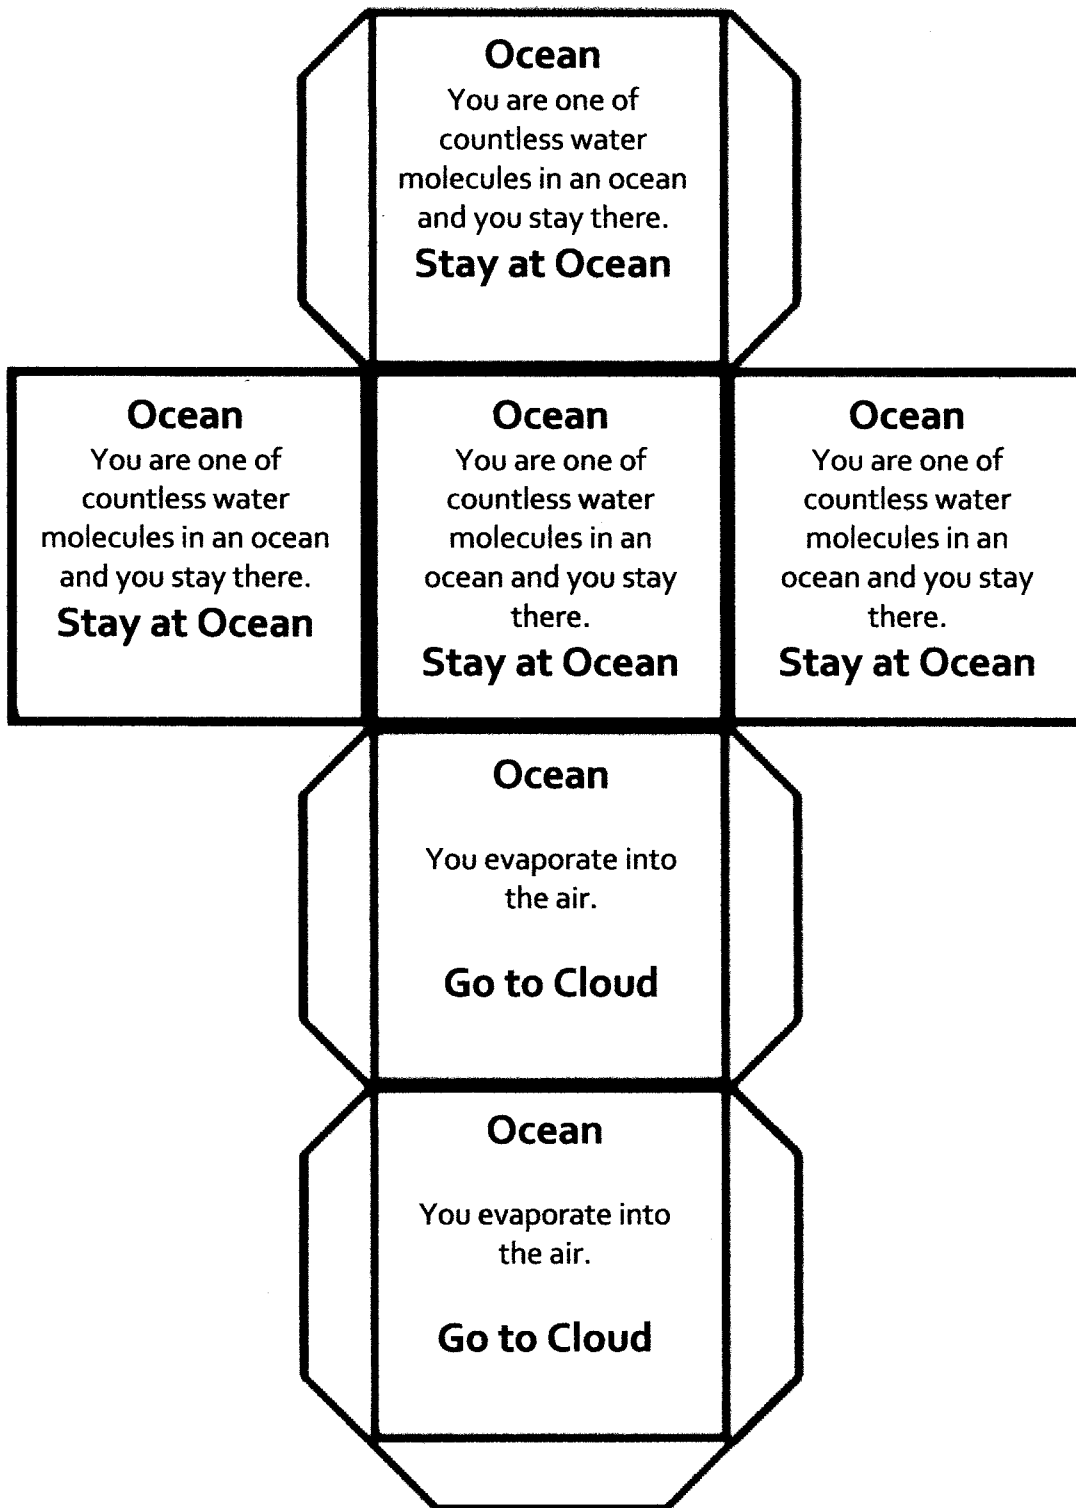 Ocean
You are one of
countless water
molecules in an ocean
and you stay there.
Stay at Ocean
Ocean
You are one of
countless water
molecules in an ocean
and you stay there.
Stay at Ocean
Ocean
You are one of
countless water
molecules in an
ocean and you stay
there.
Stay at Ocean
Ocean
You are one of
countless water
molecules in an
ocean and you stay
there.
Stay at Ocean
Ocean
You evaporate into
the air.
Go to Cloud
Ocean
You evaporate into
the air.
Go to Cloud